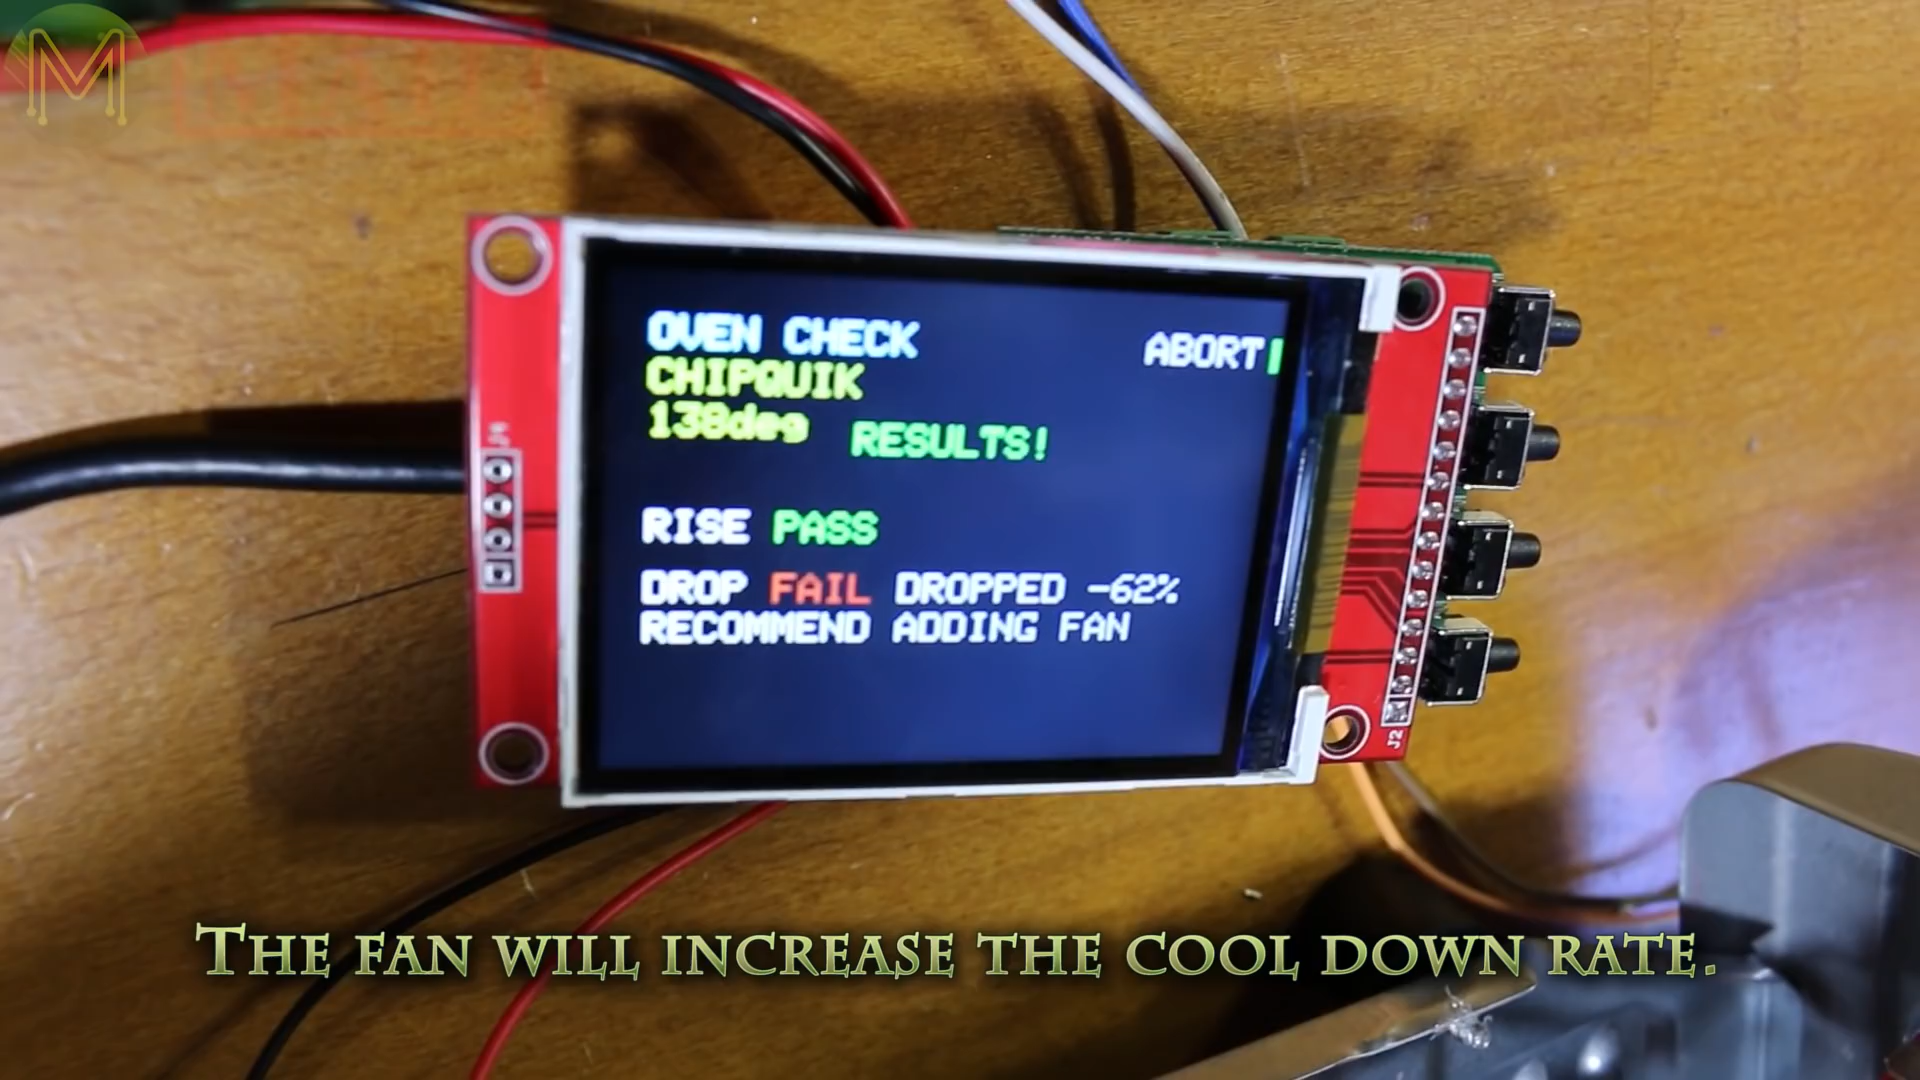 M
OVEN CHECK
ABORT
CHIPQUIK
138deg
RESULTS!
RISE PASS
DROP FAIL DROPPED -62%
RECOMMEND ADDING FAN
J4
J2
THE FAN WILL INCREASE THE COOL DOWN RATE.